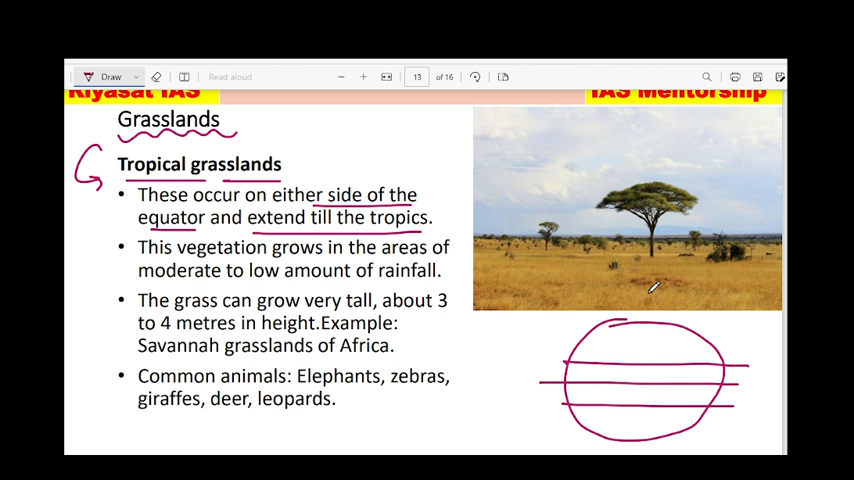 Draw
Read aloud
13 of 16
Riyasat IAS
IAS Mentorship
Grasslands
Tropical grasslands
• These occur on either side of the
equator and extend till the tropics.
• This vegetation grows in the areas of
moderate to low amount of rainfall.
• The grass can grow very tall, about 3
to 4 metres in height.Example:
Savannah grasslands of Africa.
• Common animals: Elephants, zebras,
giraffes, deer, leopards.